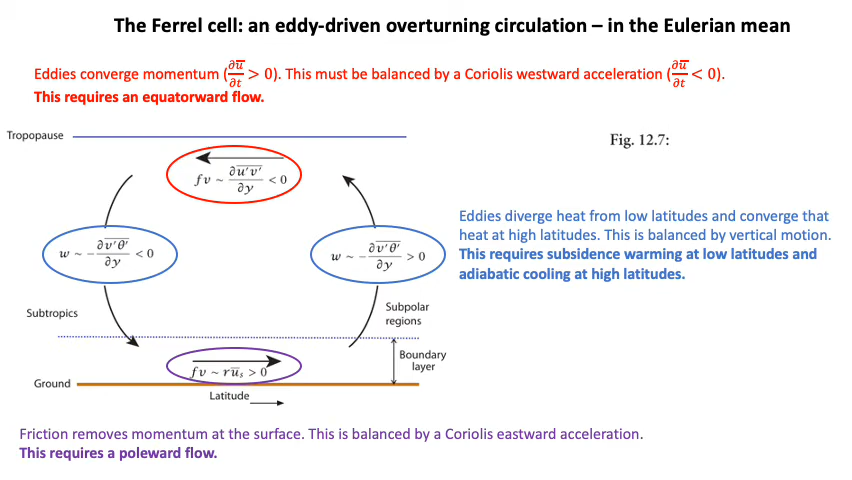 The Ferrel cell: an eddy-driven overturning circulation – in the Eulerian mean
Eddies converge momentum (∂u̅/∂t > 0). This must be balanced by a Coriolis westward acceleration (∂u̅/∂t < 0).
This requires an equatorward flow.
Tropopause
Fig. 12.7:
fv ~ ∂u′v′̅/∂y < 0
Eddies diverge heat from low latitudes and converge that
heat at high latitudes. This is balanced by vertical motion.
This requires subsidence warming at low latitudes and
adiabatic cooling at high latitudes.
w ~ −∂v′θ′̅/∂y < 0
w ~ −∂v′θ′̅/∂y > 0
Subtropics
Subpolar
regions
Boundary
layer
fv ~ ru̅ₛ > 0
Ground
Latitude
Friction removes momentum at the surface. This is balanced by a Coriolis eastward acceleration.
This requires a poleward flow.